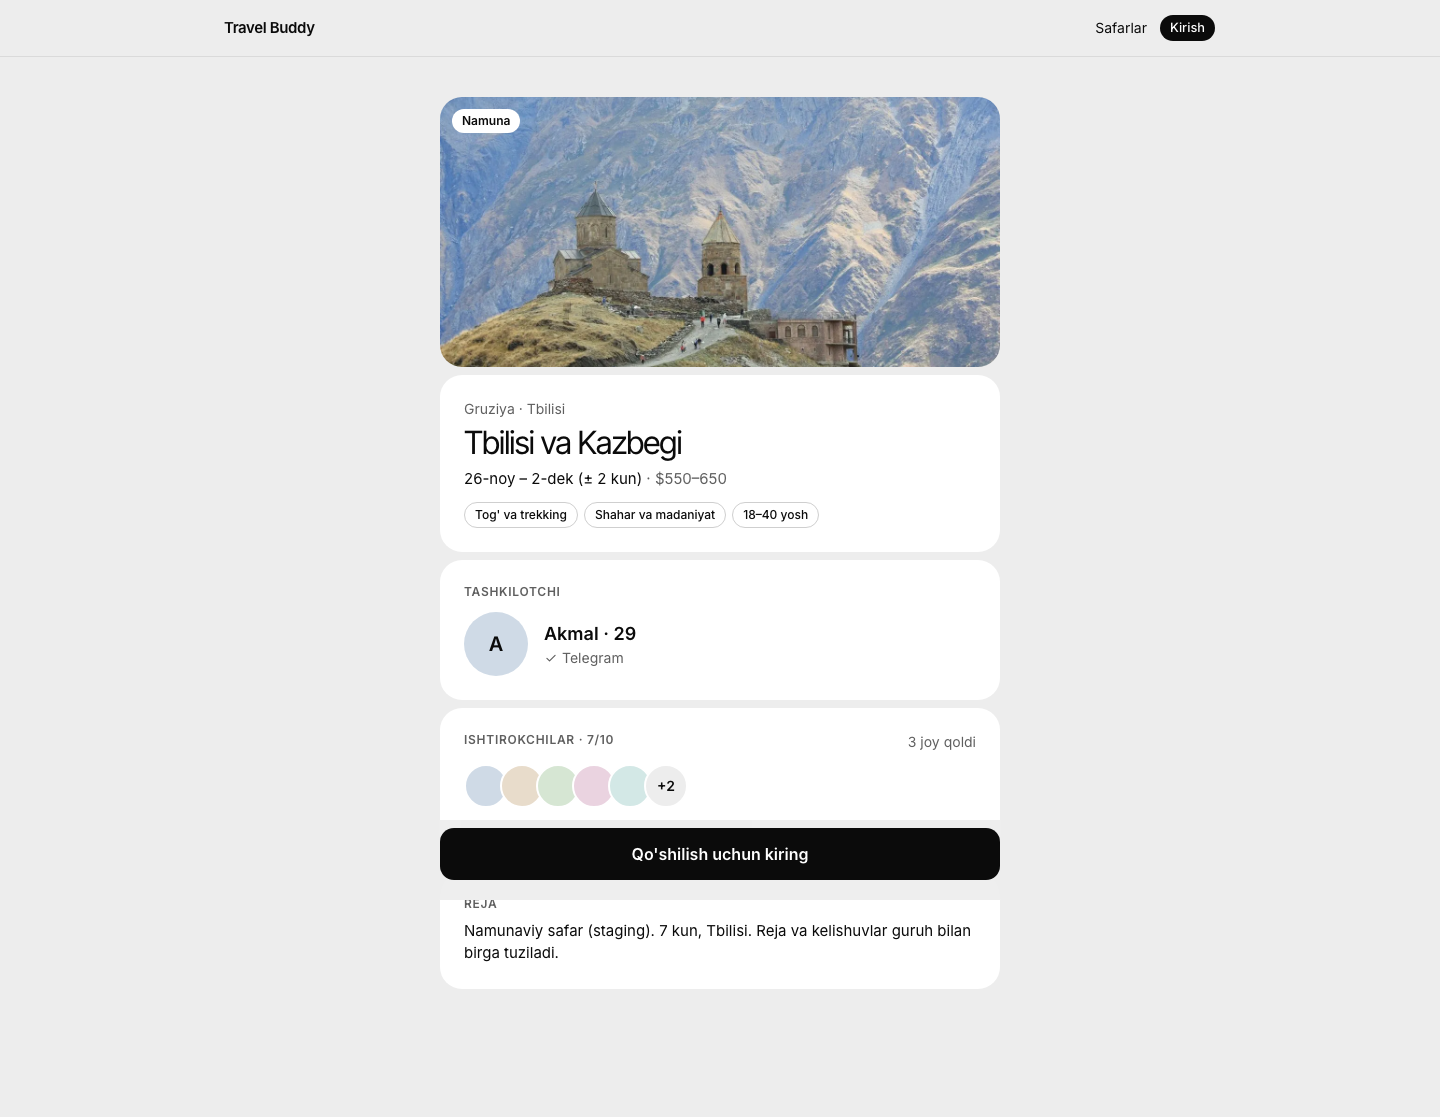 Travel Buddy
Safarlar
Kirish
Namuna
Gruziya · Tbilisi
Tbilisi va Kazbegi
26-noy – 2-dek (± 2 kun) · $550–650
Tog' va trekking
Shahar va madaniyat
18–40 yosh
TASHKILOTCHI
A
Akmal · 29
✓ Telegram
ISHTIROKCHILAR · 7/10
3 joy qoldi
+2
Qo'shilish uchun kiring
REJA
Namunaviy safar (staging). 7 kun, Tbilisi. Reja va kelishuvlar guruh bilan
birga tuziladi.